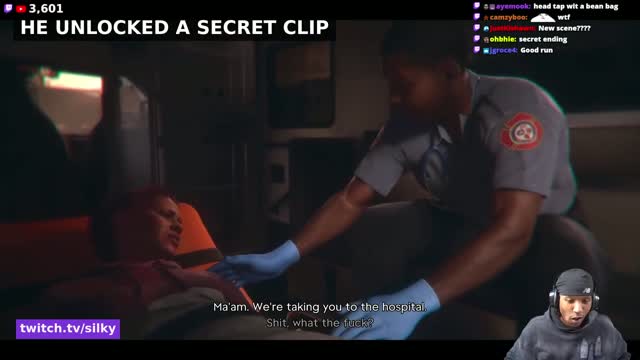 3,601
HE UNLOCKED A SECRET CLIP
ayemook: head tap wit a bean bag
camzyboo: wtf
New scene????
ohbhle: secret ending
jgroce4: Good run
Ma'am. We're taking you to the hospital.
Shit, what the fuck?
twitch.tv/silky